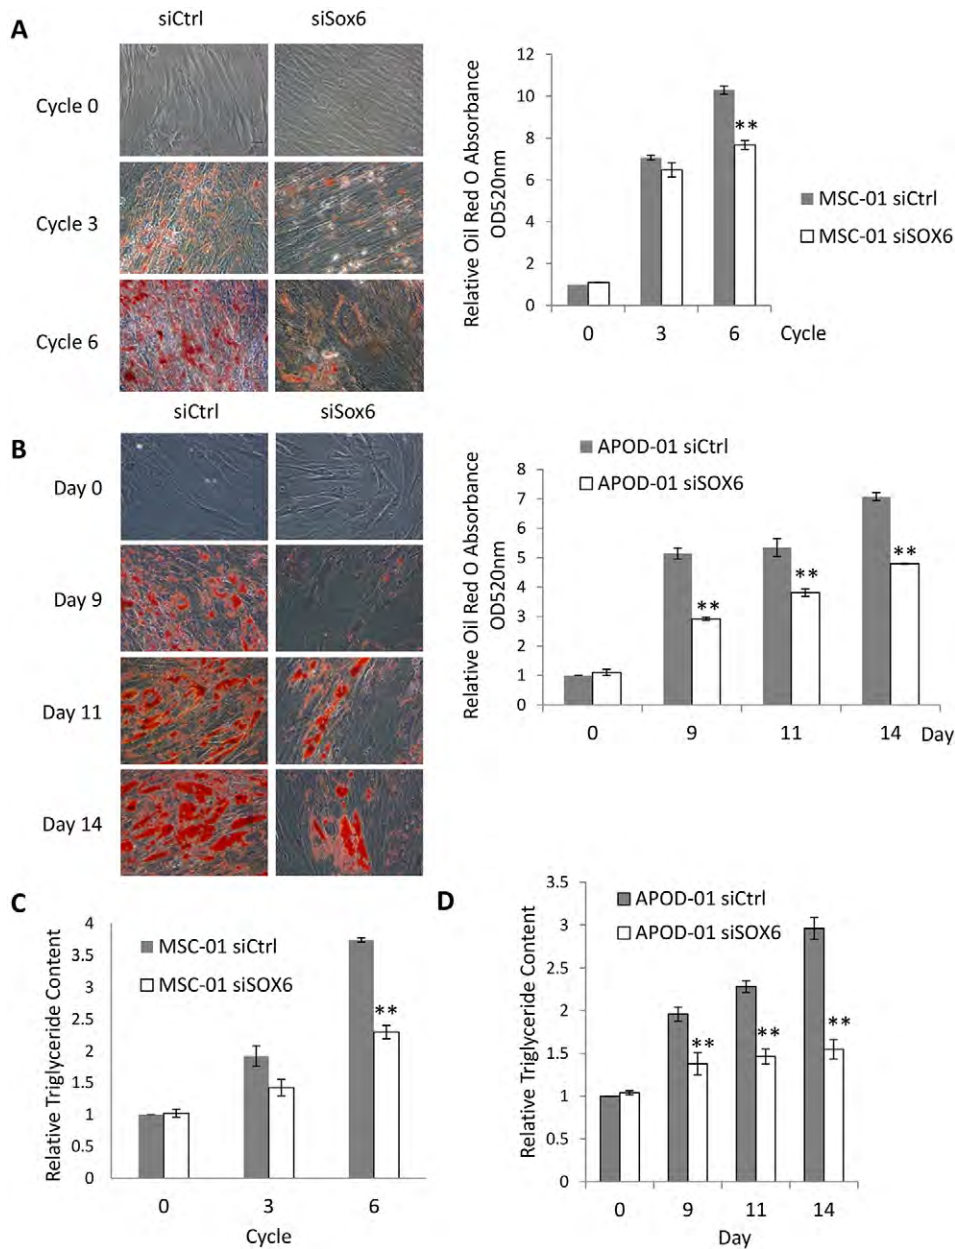 A
siCtrl
siSox6
Cycle 0
Cycle 3
Cycle 6
Relative Oil Red O Absorbance
OD520nm
12
10
8
6
4
2
0
**
0 3 6 Cycle
MSC-01 siCtrl
MSC-01 siSOX6
B
siCtrl
siSox6
Day 0
Day 9
Day 11
Day 14
Relative Oil Red O Absorbance
OD520nm
APOD-01 siCtrl
APOD-01 siSOX6
8
7
6
5
4
3
2
1
0
**
**
**
0 9 11 14 Day
C
Relative Triglyceride Content
MSC-01 siCtrl
MSC-01 siSOX6
4
3.5
3
2.5
2
1.5
1
0.5
0
**
0 3 6
Cycle
D
Relative Triglyceride Content
APOD-01 siCtrl
APOD-01 siSOX6
3.5
3
2.5
2
1.5
1
0.5
0
**
**
**
0 9 11 14
Day